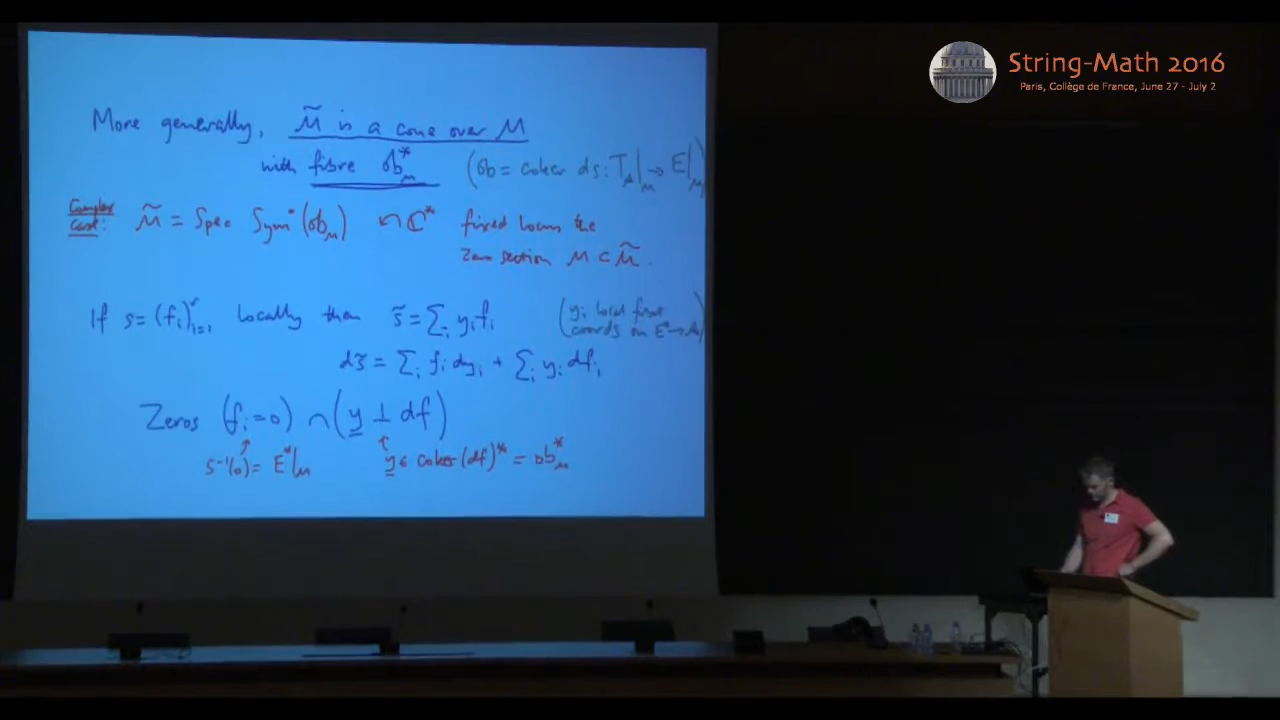 String-Math 2016
Paris, Collège de France, June 27 - July 2
More generally, M̃ is a cone over M
with fibre ob*_M (ob = coker ds: T_A|_M → E|_M)
Complex case: M̃ = Spec Sym•(ob_M) ↶ ℂ* fixed locus the
zero section M ⊂ M̃.
If s = (f_i)^r_{i=1} locally then s̃ = Σ_i y_i f_i (y_i local fibre
coords on E* → A)
ds̃ = Σ_i f_i dy_i + Σ_i y_i df_i
Zeros (f_i = 0) ∩ (y ⊥ df)
↑ ↑
s⁻¹(0) = E*|_M y ∈ coker(df)* = ob*_M